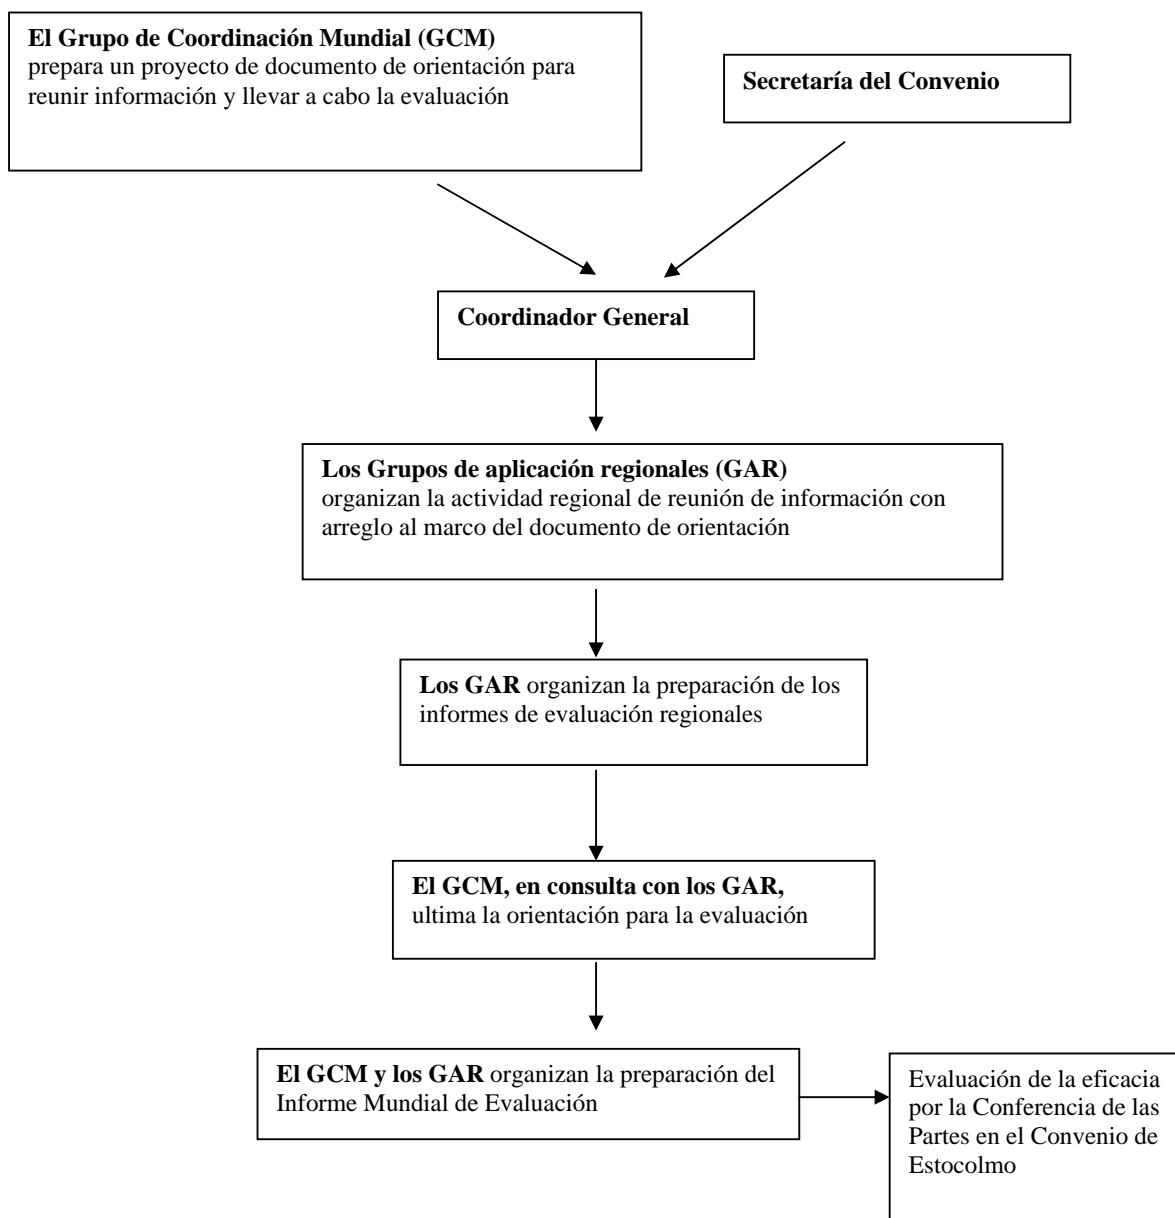 El Grupo de Coordinación Mundial (GCM)
prepara un proyecto de documento de orientación para
reunir información y llevar a cabo la evaluación
Secretaría del Convenio
Coordinador General
Los Grupos de aplicación regionales (GAR)
organizan la actividad regional de reunión de información con
arreglo al marco del documento de orientación
Los GAR organizan la preparación de los
informes de evaluación regionales
El GCM, en consulta con los GAR,
ultima la orientación para la evaluación
El GCM y los GAR organizan la preparación del
Informe Mundial de Evaluación
Evaluación de la eficacia
por la Conferencia de las
Partes en el Convenio de
Estocolmo